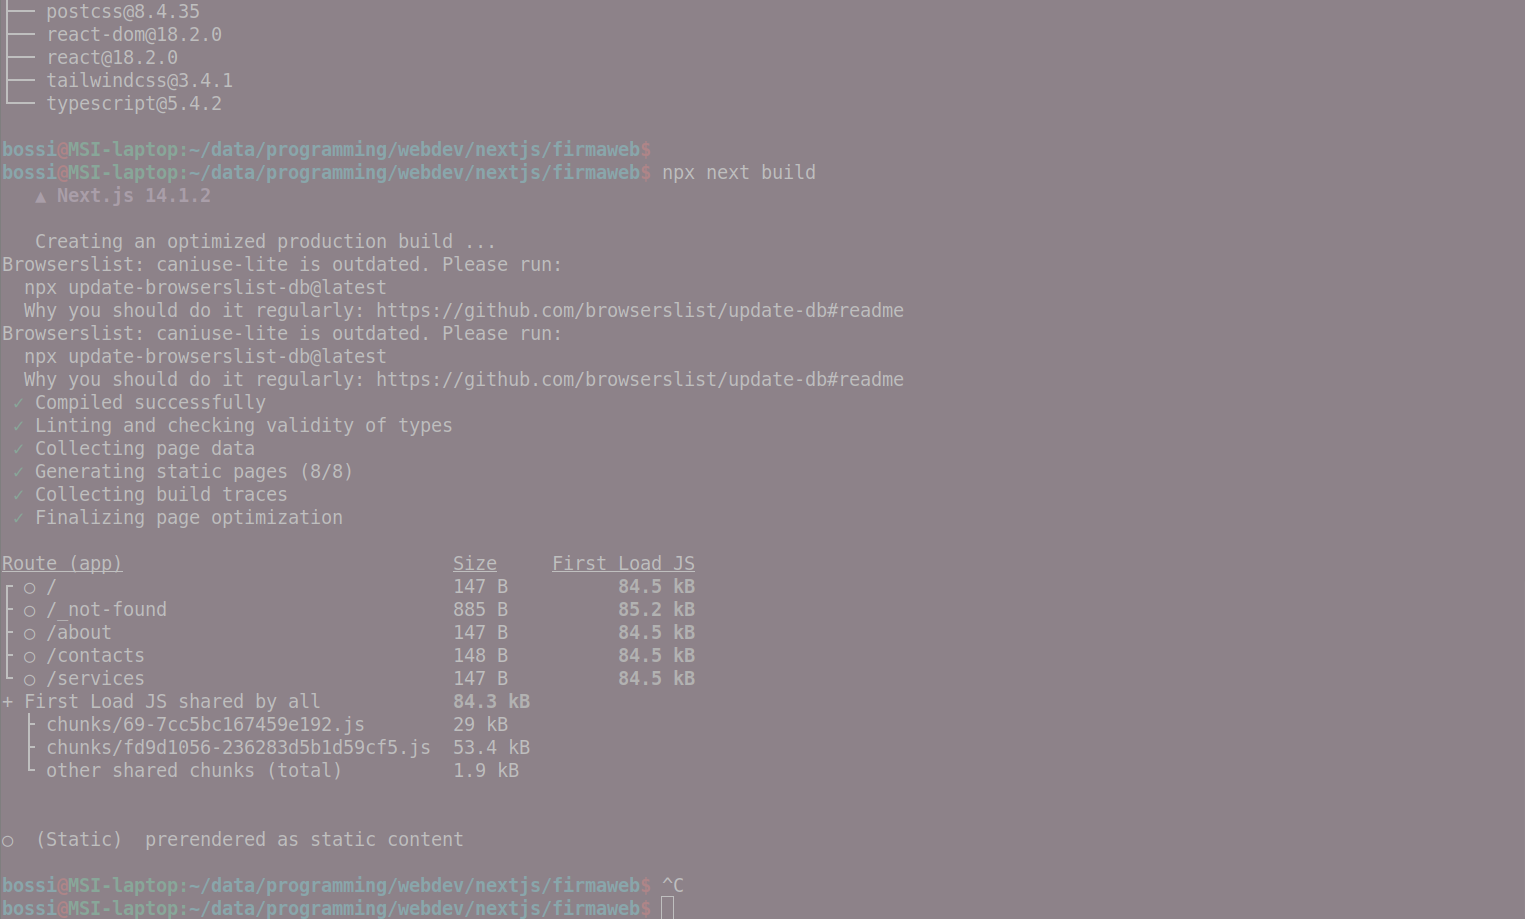 ├── postcss@8.4.35
├── react-dom@18.2.0
├── react@18.2.0
├── tailwindcss@3.4.1
└── typescript@5.4.2
bossi@MSI-laptop:~/data/programming/webdev/nextjs/firmaweb$
bossi@MSI-laptop:~/data/programming/webdev/nextjs/firmaweb$ npx next build
   ▲ Next.js 14.1.2
   Creating an optimized production build ...
Browserslist: caniuse-lite is outdated. Please run:
  npx update-browserslist-db@latest
  Why you should do it regularly: https://github.com/browserslist/update-db#readme
Browserslist: caniuse-lite is outdated. Please run:
  npx update-browserslist-db@latest
  Why you should do it regularly: https://github.com/browserslist/update-db#readme
 ✓ Compiled successfully
 ✓ Linting and checking validity of types
 ✓ Collecting page data
 ✓ Generating static pages (8/8)
 ✓ Collecting build traces
 ✓ Finalizing page optimization
Route (app)                              Size     First Load JS
┌ ○ /                                    147 B          84.5 kB
├ ○ /_not-found                          885 B          85.2 kB
├ ○ /about                               147 B          84.5 kB
├ ○ /contacts                            148 B          84.5 kB
└ ○ /services                            147 B          84.5 kB
+ First Load JS shared by all            84.3 kB
  ├ chunks/69-7cc5bc167459e192.js        29 kB
  ├ chunks/fd9d1056-236283d5b1d59cf5.js  53.4 kB
  └ other shared chunks (total)          1.9 kB
○  (Static)  prerendered as static content
bossi@MSI-laptop:~/data/programming/webdev/nextjs/firmaweb$ ^C
bossi@MSI-laptop:~/data/programming/webdev/nextjs/firmaweb$